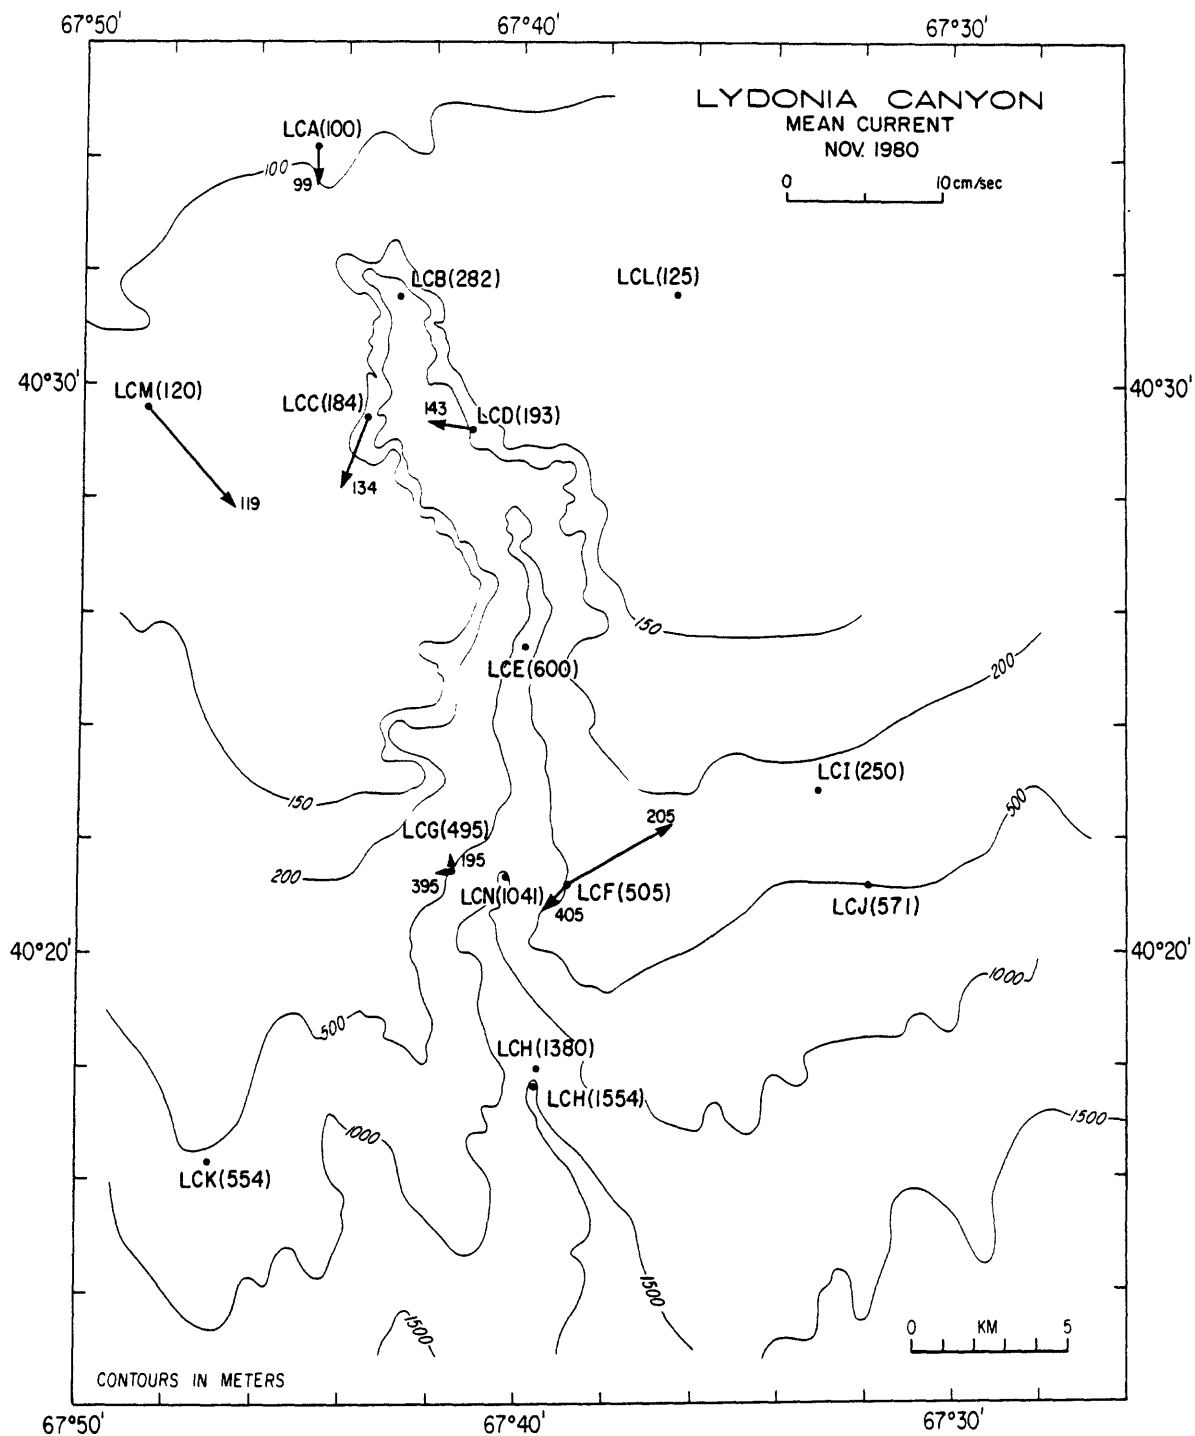 67°50' 67°40' 67°30'
LYDONIA CANYON
MEAN CURRENT
NOV. 1980
0 10 cm/sec
LCA(100)
100
99
LCB(282)
LCL(125)
40°30' 40°30'
LCM(120)
LCC(184)
143
LCD(193)
134
119
150
LCE(600)
200
LCI(250)
150
500
205
LCG(495)
195
200
395
LCN(1041)
LCF(505)
405
LCJ(571)
40°20' 40°20'
1000
500
LCH(1380)
LCH(1554)
1500
1000
LCK(554)
1500
1500
0 KM 5
CONTOURS IN METERS
67°50' 67°40' 67°30'